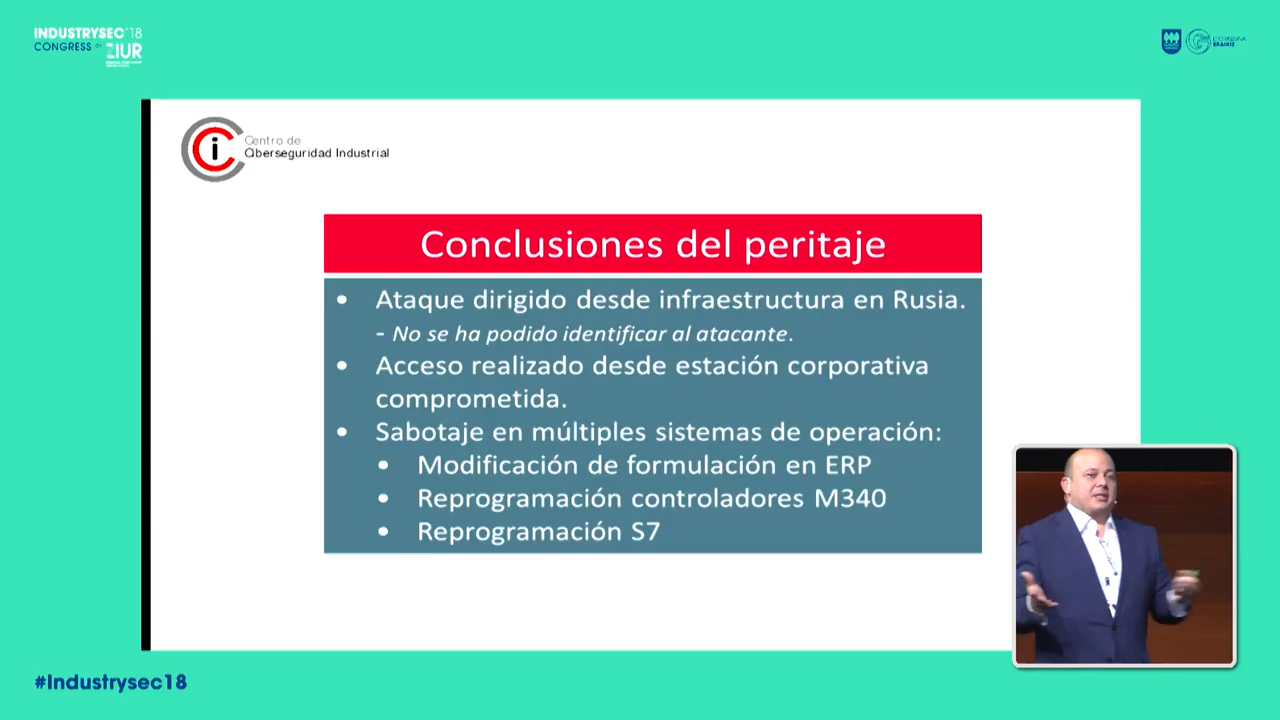 INDUSTRYSEC´18
CONGRESS BY ZIUR
Centro de
Ciberseguridad Industrial
Conclusiones del peritaje
• Ataque dirigido desde infraestructura en Rusia.
- No se ha podido identificar al atacante.
• Acceso realizado desde estación corporativa
comprometida.
• Sabotaje en múltiples sistemas de operación:
• Modificación de formulación en ERP
• Reprogramación controladores M340
• Reprogramación S7
#Industrysec18